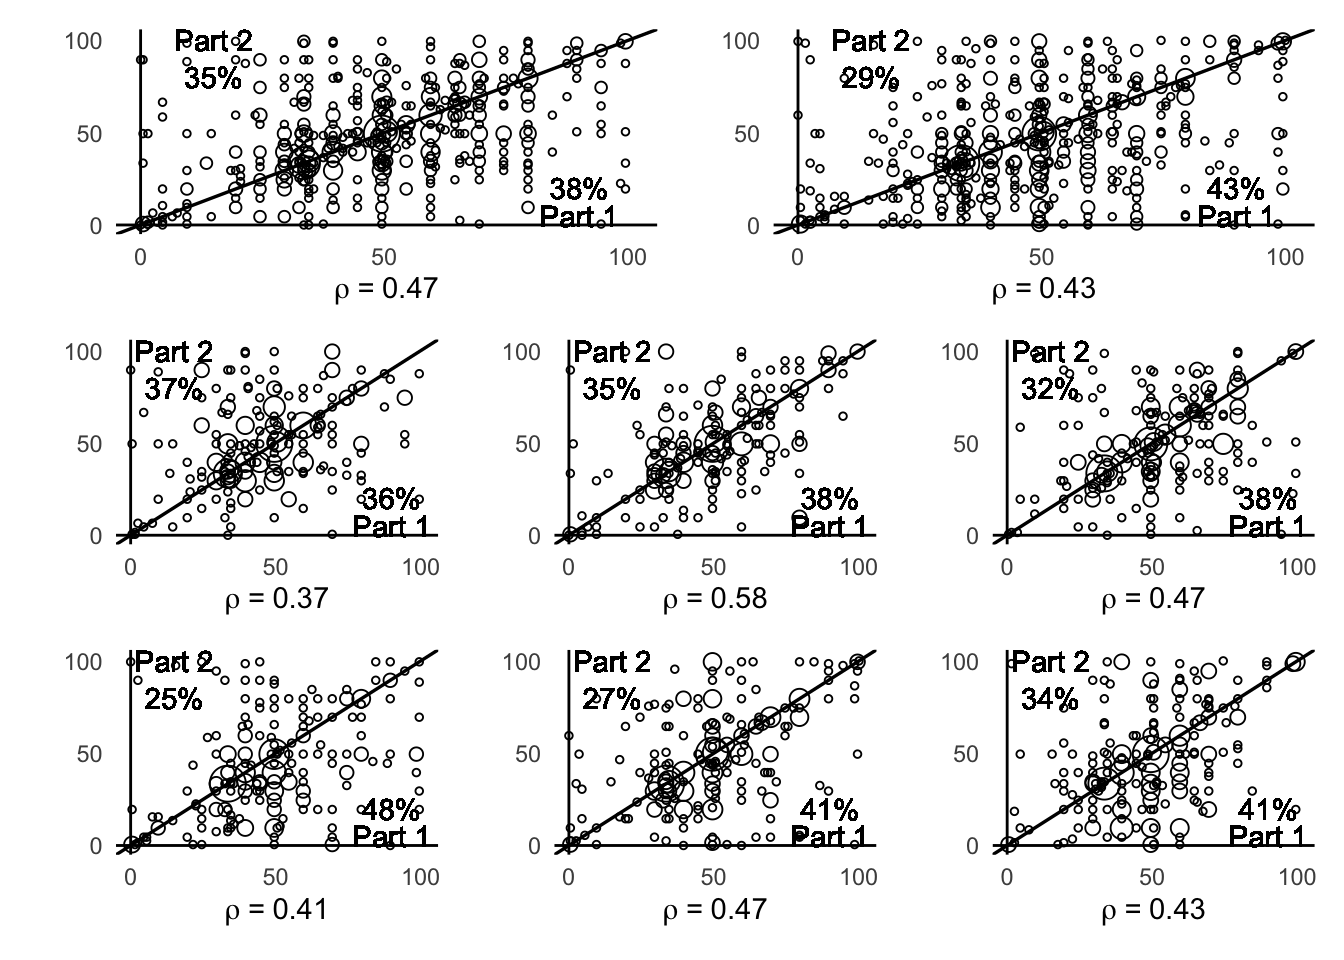 100 Part 2 100 Part 2
35% 29%
50 50
38% 43%
0 Part 1 0 Part 1
0 50 100 0 50 100
ρ = 0.47 ρ = 0.43
100 Part 2 100 Part 2 100 Part 2
37% 35% 32%
50 50 50
36% 38% 38%
0 Part 1 0 Part 1 0 Part 1
0 50 100 0 50 100 0 50 100
ρ = 0.37 ρ = 0.58 ρ = 0.47
100 Part 2 100 Part 2 100 Part 2
25% 27% 34%
50 50 50
48% 41% 41%
0 Part 1 0 Part 1 0 Part 1
0 50 100 0 50 100 0 50 100
ρ = 0.41 ρ = 0.47 ρ = 0.43